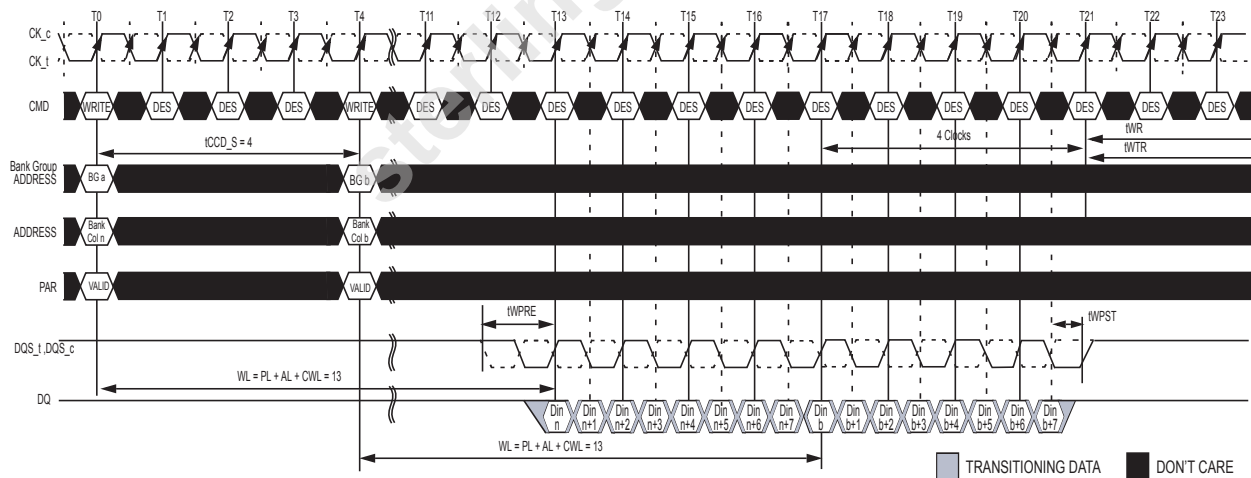 T0 T1 T2 T3 T4 T11 T12 T13 T14 T15 T16 T17 T18 T19 T20 T21 T22 T23
CK_c
CK_t
CMD WRITE DES DES DES WRITE DES DES DES DES DES DES DES DES DES DES DES DES DES
tCCD_S = 4
4 Clocks
tWR
tWTR
Bank Group
ADDRESS
BG a
BG b
ADDRESS
Bank
Col n
Bank
Col b
PAR VALID VALID
tWPRE
tWPST
DQS_t ,DQS_c
WL = PL + AL + CWL = 13
DQ
Din Din Din Din Din Din Din Din Din Din Din Din Din Din Din Din
n n+1 n+2 n+3 n+4 n+5 n+6 n+7 b b+1 b+2 b+3 b+4 b+5 b+6 b+7
WL = PL + AL + CWL = 13
TRANSITIONING DATA DON'T CARE